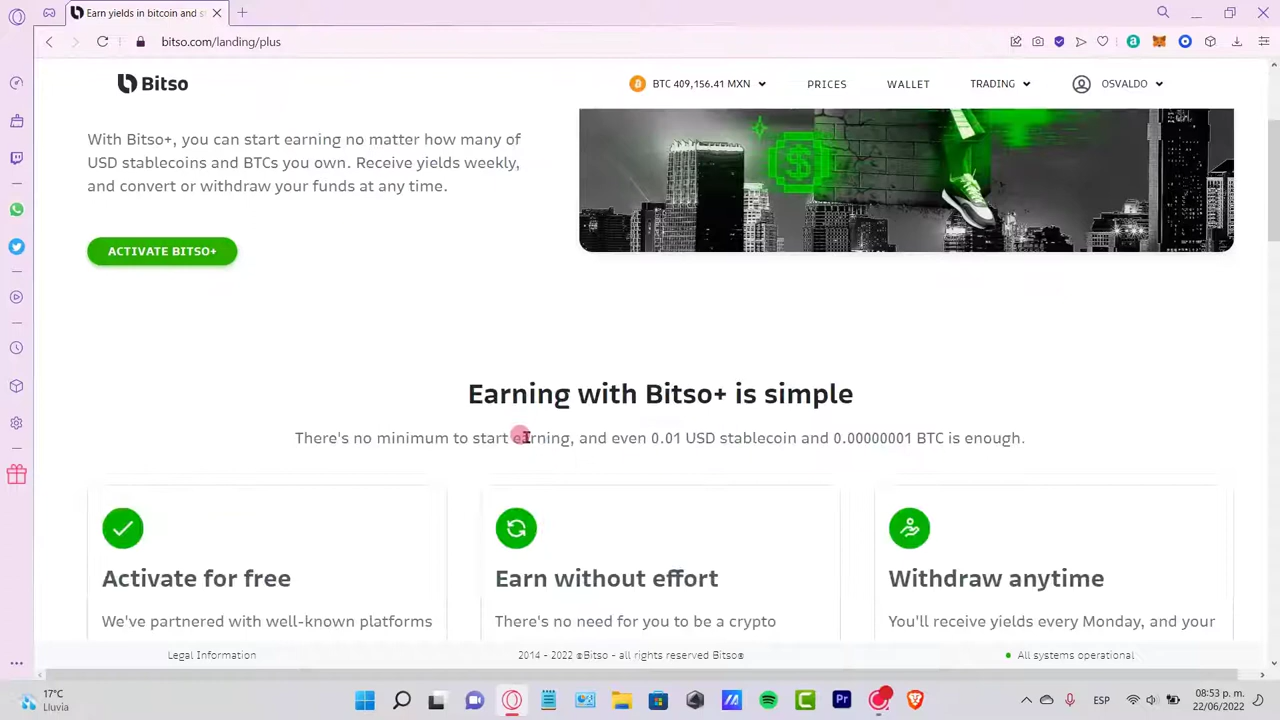 Earn yields in bitcoin and stable
bitso.com/landing/plus
Bitso
BTC 409,156.41 MXN
PRICES
WALLET
TRADING
OSVALDO
With Bitso+, you can start earning no matter how many of
USD stablecoins and BTCs you own. Receive yields weekly,
and convert or withdraw your funds at any time.
ACTIVATE BITSO+
Earning with Bitso+ is simple
There's no minimum to start earning, and even 0.01 USD stablecoin and 0.00000001 BTC is enough.
Activate for free
We've partnered with well-known platforms
Earn without effort
There's no need for you to be a crypto
Withdraw anytime
You'll receive yields every Monday, and your
Legal Information
2014 - 2022 ©Bitso - all rights reserved Bitso®
All systems operational
17°C
Lluvia
ESP
08:53 p. m.
22/06/2022